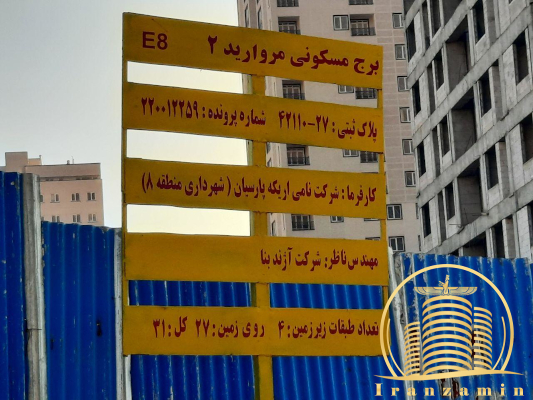 برج مسکونی مروارید ۲ E8
پلاک ثبتی : ۲۷-۴۲۱۱۰ شماره پرونده : ۲۲۰۰۱۲۲۵۹
کارفرما : شرکت نامی اریکه پارسیان ( شهرداری منطقه ۸ )
مهندس ناظر: شرکت آژند بنا
تعداد طبقات زیرزمین : ۴ روی زمین : ۲۷ کل : ۳۱
Iranzamin